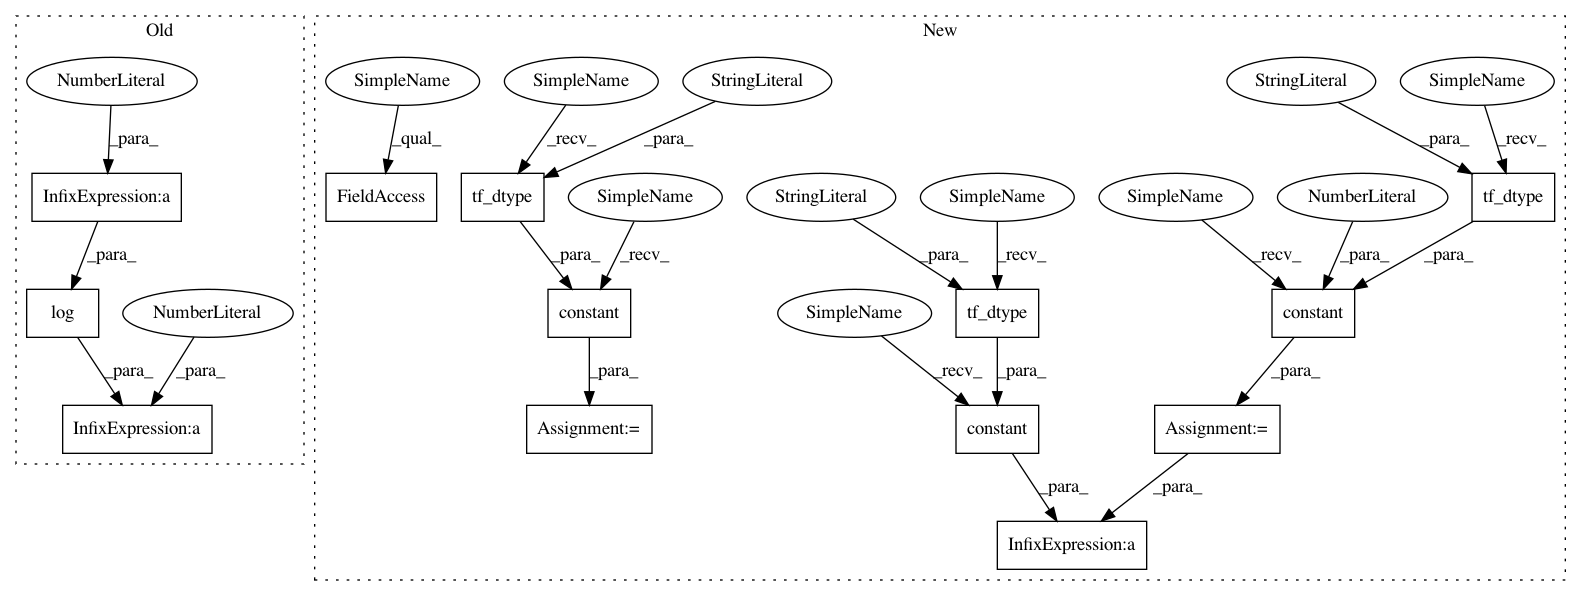 Old
New
NumberLiteral
SimpleName
SimpleName
StringLiteral
StringLiteral
SimpleName
_para_
_qual_
_recv_
_para_
_para_
_recv_
InfixExpression:a
FieldAccess
tf_dtype
SimpleName
StringLiteral
SimpleName
SimpleName
NumberLiteral
tf_dtype
_para_
_para_
_recv_
_para_
_recv_
_recv_
_para_
_para_
log
NumberLiteral
constant
SimpleName
tf_dtype
constant
_para_
_para_
_para_
_recv_
_para_
_para_
InfixExpression:a
Assignment:=
constant
Assignment:=
_para_
_para_
InfixExpression:a